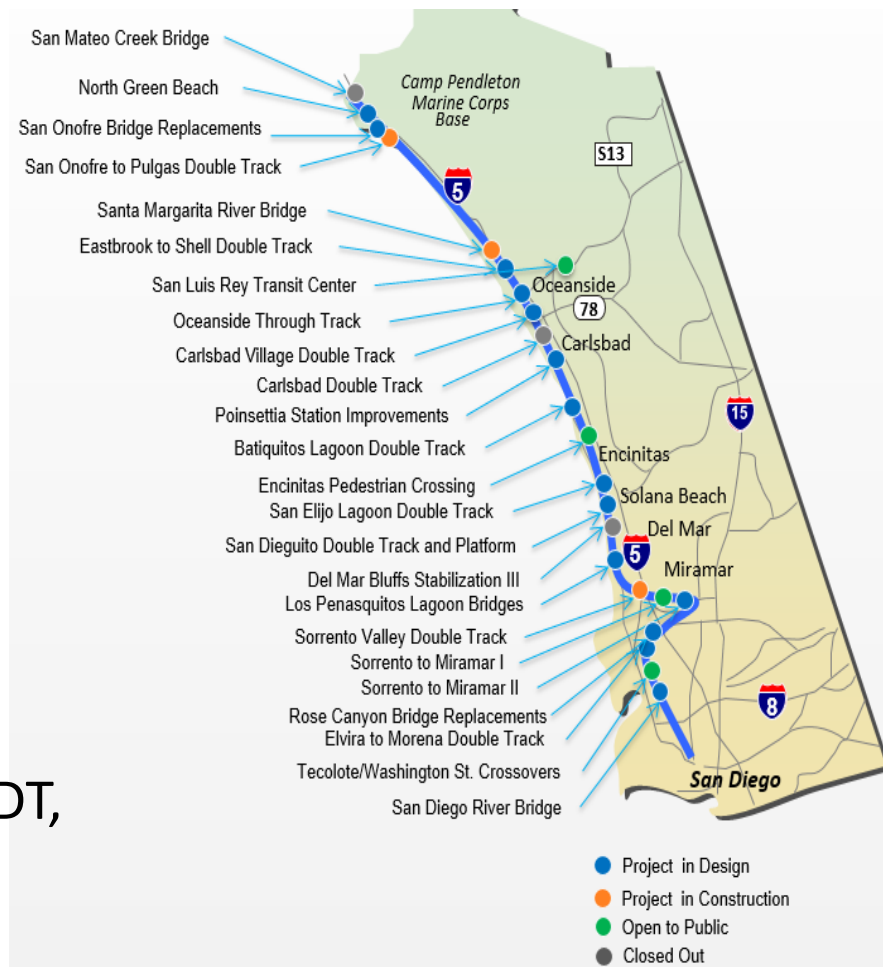 San Mateo Creek Bridge
North Green Beach
San Onofre Bridge Replacements
San Onofre to Pulgas Double Track
Santa Margarita River Bridge
Eastbrook to Shell Double Track
San Luis Rey Transit Center
Oceanside Through Track
Carlsbad Village Double Track
Carlsbad Double Track
Poinsettia Station Improvements
Batiquitos Lagoon Double Track
Encinitas Pedestrian Crossing
San Elijo Lagoon Double Track
San Dieguito Double Track and Platform
Del Mar Bluffs Stabilization III
Los Penasquitos Lagoon Bridges
Sorrento Valley Double Track
Sorrento to Miramar I
Sorrento to Miramar II
Rose Canyon Bridge Replacements
Elvira to Morena Double Track
Tecolote/Washington St. Crossovers
San Diego River Bridge
Camp Pendleton
Marine Corps
Base
S13
5
Oceanside
78
Carlsbad
15
Encinitas
Solana Beach
Del Mar
5
Miramar
8
San Diego
DT,
Project in Design
Project in Construction
Open to Public
Closed Out